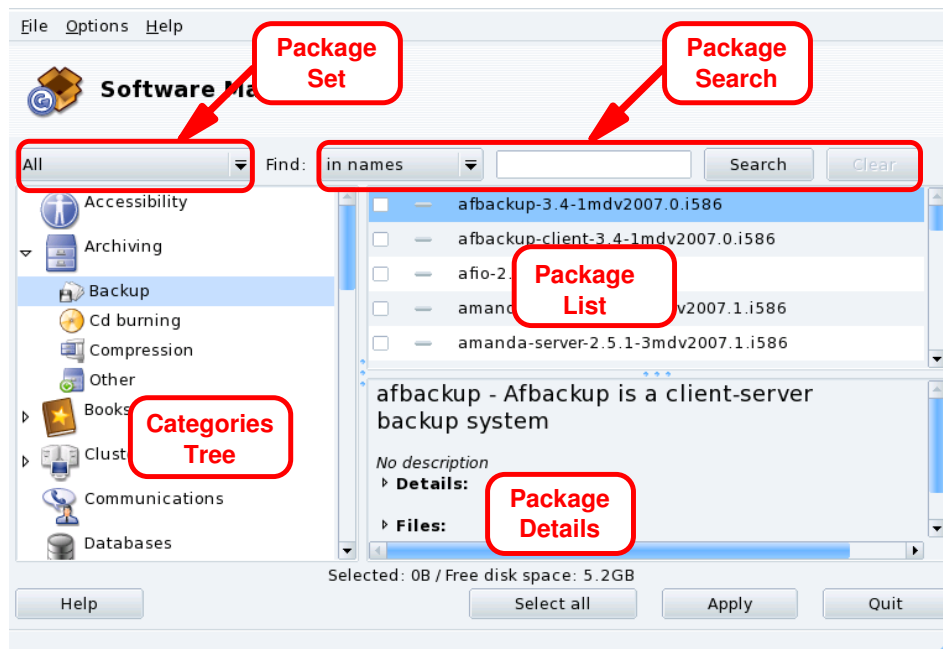 File Options Help
Package
Set
Package
Search
Software Ma
All
Find:
in names
Search
Clear
Accessibility
Archiving
Backup
Cd burning
Compression
Other
Books
Clust
Communications
Databases
Categories
Tree
afbackup-3.4-1mdv2007.0.i586
afbackup-client-3.4-1mdv2007.0.i586
afio-2.
amand v2007.1.i586
amanda-server-2.5.1-3mdv2007.1.i586
Package
List
afbackup - Afbackup is a client-server
backup system
No description
Details:
Files:
Package
Details
Selected: 0B / Free disk space: 5.2GB
Help
Select all
Apply
Quit